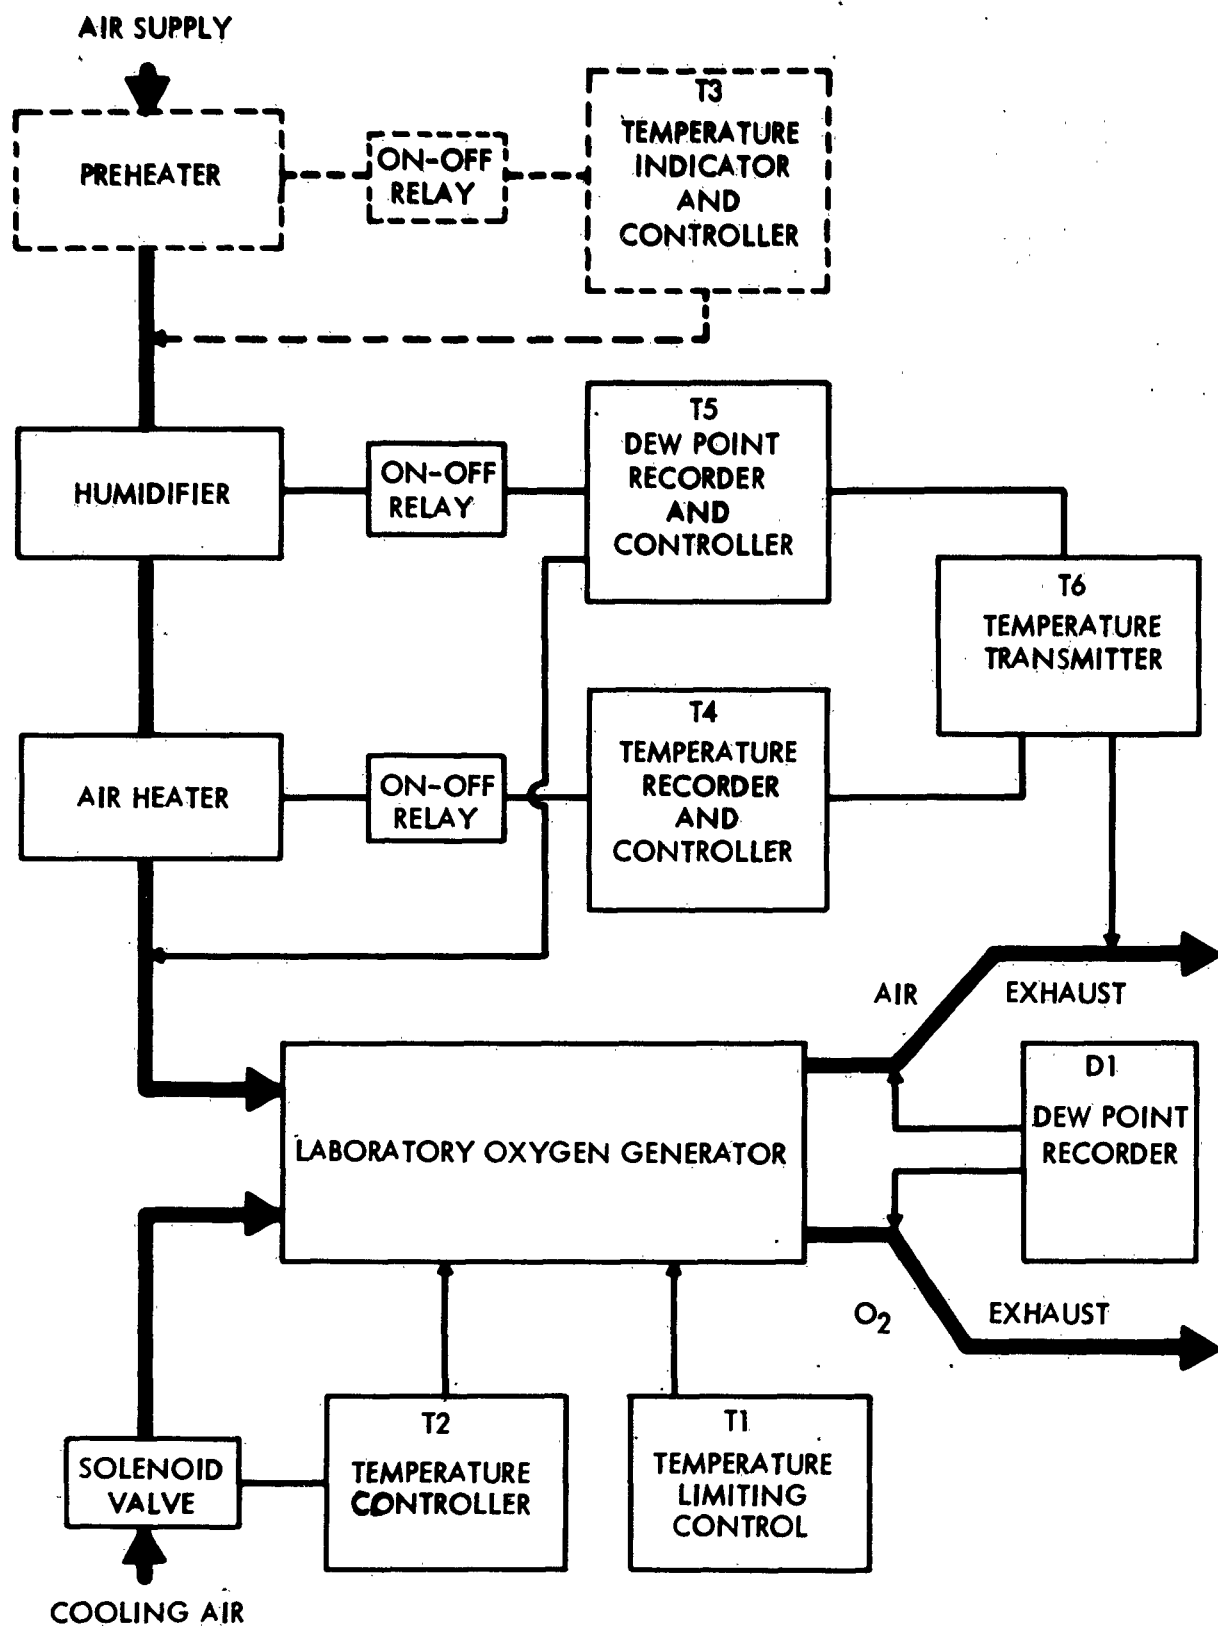 AIR SUPPLY
PREHEATER
ON-OFF
RELAY
T3
TEMPERATURE
INDICATOR
AND
CONTROLLER
HUMIDIFIER
ON-OFF
RELAY
T5
DEW POINT
RECORDER
AND
CONTROLLER
T6
TEMPERATURE
TRANSMITTER
AIR HEATER
ON-OFF
RELAY
T4
TEMPERATURE
RECORDER
AND
CONTROLLER
AIR EXHAUST
LABORATORY OXYGEN GENERATOR
D1
DEW POINT
RECORDER
O2 EXHAUST
SOLENOID
VALVE
T2
TEMPERATURE
CONTROLLER
T1
TEMPERATURE
LIMITING
CONTROL
COOLING AIR